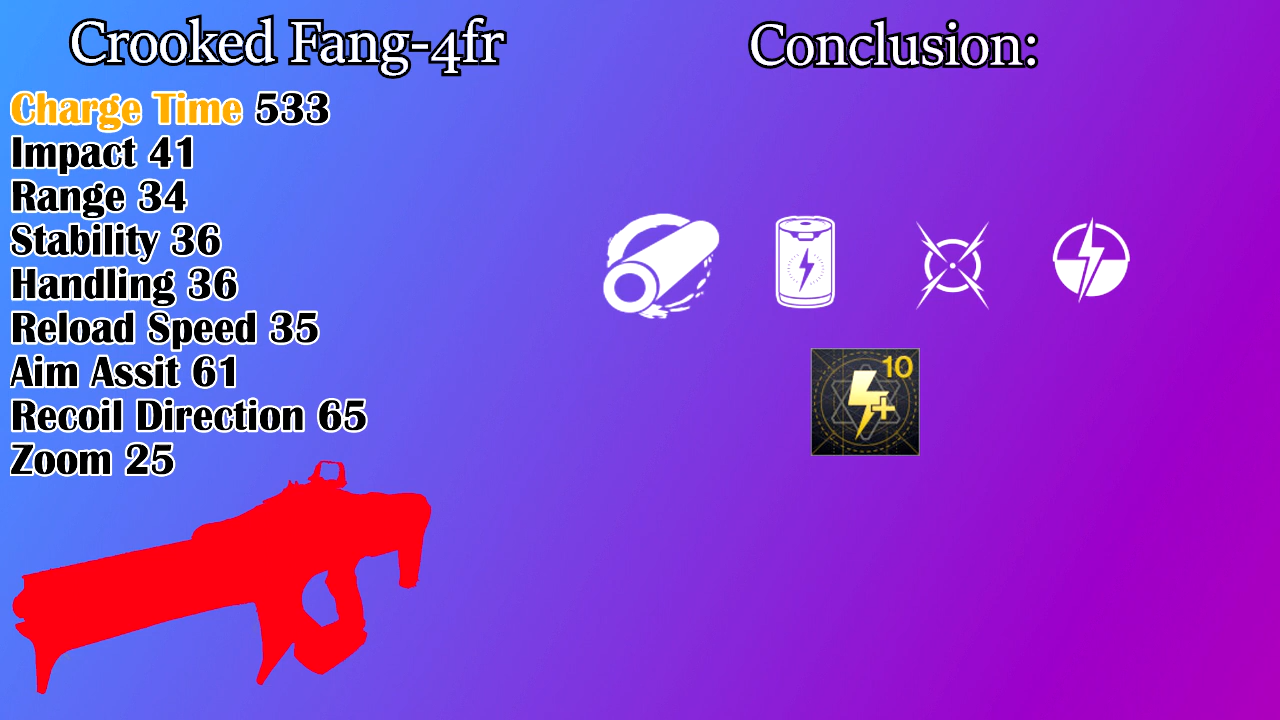 Crooked Fang-4fr
Conclusion:
Charge Time 533
Impact 41
Range 34
Stability 36
Handling 36
Reload Speed 35
Aim Assit 61
Recoil Direction 65
Zoom 25
10